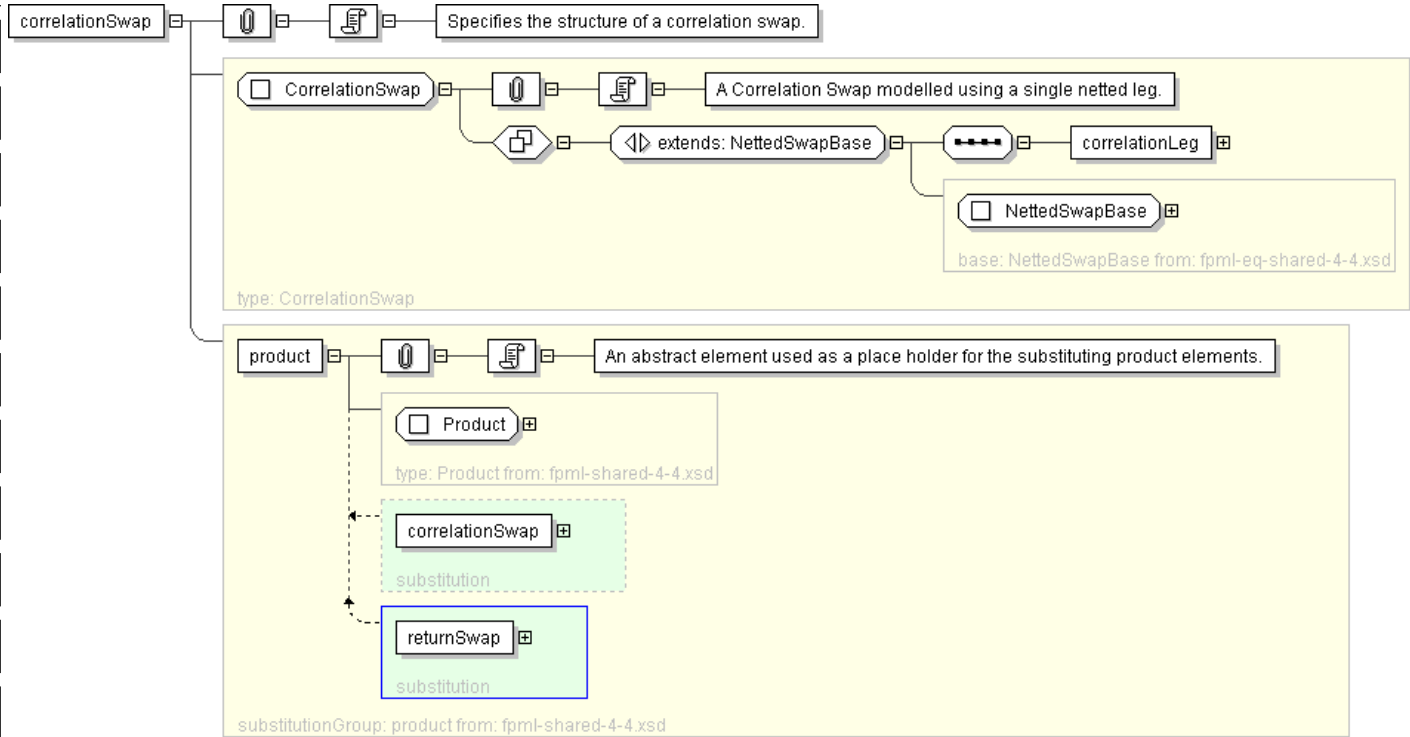 correlationSwap Specifies the structure of a correlation swap.
CorrelationSwap A Correlation Swap modelled using a single netted leg.
extends: NettedSwapBase correlationLeg
NettedSwapBase
base: NettedSwapBase from: fpml-eq-shared-4-4.xsd
type: CorrelationSwap
product An abstract element used as a place holder for the substituting product elements.
Product
type: Product from: fpml-shared-4-4.xsd
correlationSwap
substitution
returnSwap
substitution
substitutionGroup: product from: fpml-shared-4-4.xsd